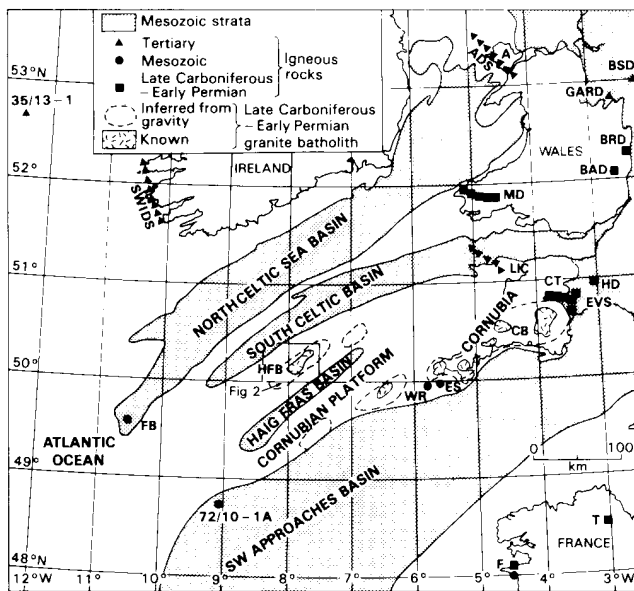 Mesozoic strata
Tertiary
Mesozoic
Late Carboniferous
– Early Permian
Igneous
rocks
Inferred from
gravity
Known
Late Carboniferous
– Early Permian
granite batholith
53°N
52°N
51°N
50°N
49°N
48°N
35/13-1
A
ADS
BSD
GARD
BRD
WALES
BAD
IRELAND
SWIDS
MD
NORTH CELTIC SEA BASIN
SOUTH CELTIC BASIN
LIC
CT
HD
EVS
CORNUBIA
CB
HFB
Fig 2
HAIG FRAS BASIN
CORNUBIAN PLATFORM
WR
ES
FB
ATLANTIC
OCEAN
0
100
km
72/10-1A
SW APPROACHES BASIN
T
FRANCE
F
12°W
11°
10°
9°
8°
7°
6°
5°
4°
3°W